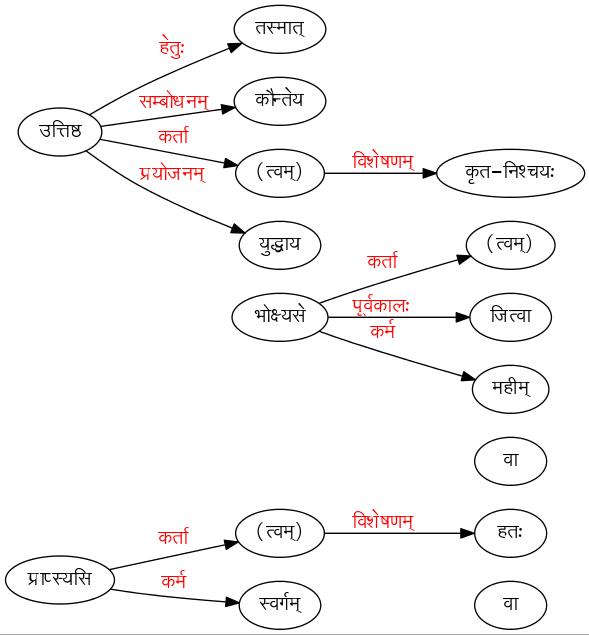 तस्मात्
हेतुः
सम्बोधनम्
कौन्तेय
उत्तिष्ठ
कर्ता
(त्वम्)
विशेषणम्
कृत-निश्चयः
प्रयोजनम्
युद्धाय
(त्वम्)
कर्ता
भोक्ष्यसे
पूर्वकालः
जित्वा
कर्म
महीम्
वा
(त्वम्)
विशेषणम्
हतः
कर्ता
प्राप्स्यसि
कर्म
स्वर्गम्
वा